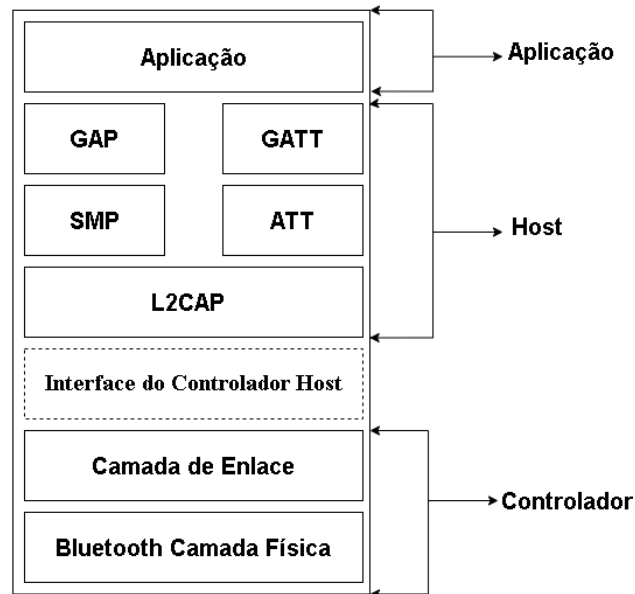 Aplicação
Aplicação
GAP
GATT
SMP
ATT
Host
L2CAP
Interface do Controlador Host
Camada de Enlace
Controlador
Bluetooth Camada Física